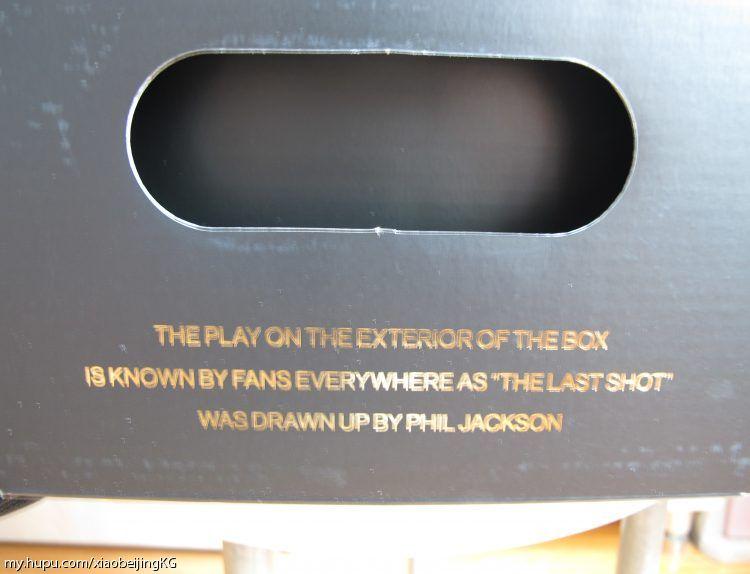 THE PLAY ON THE EXTERIOR OF THE BOX
IS KNOWN BY FANS EVERYWHERE AS "THE LAST SHOT"
WAS DRAWN UP BY PHIL JACKSON
my.hupu.com/xiaobeijingKG